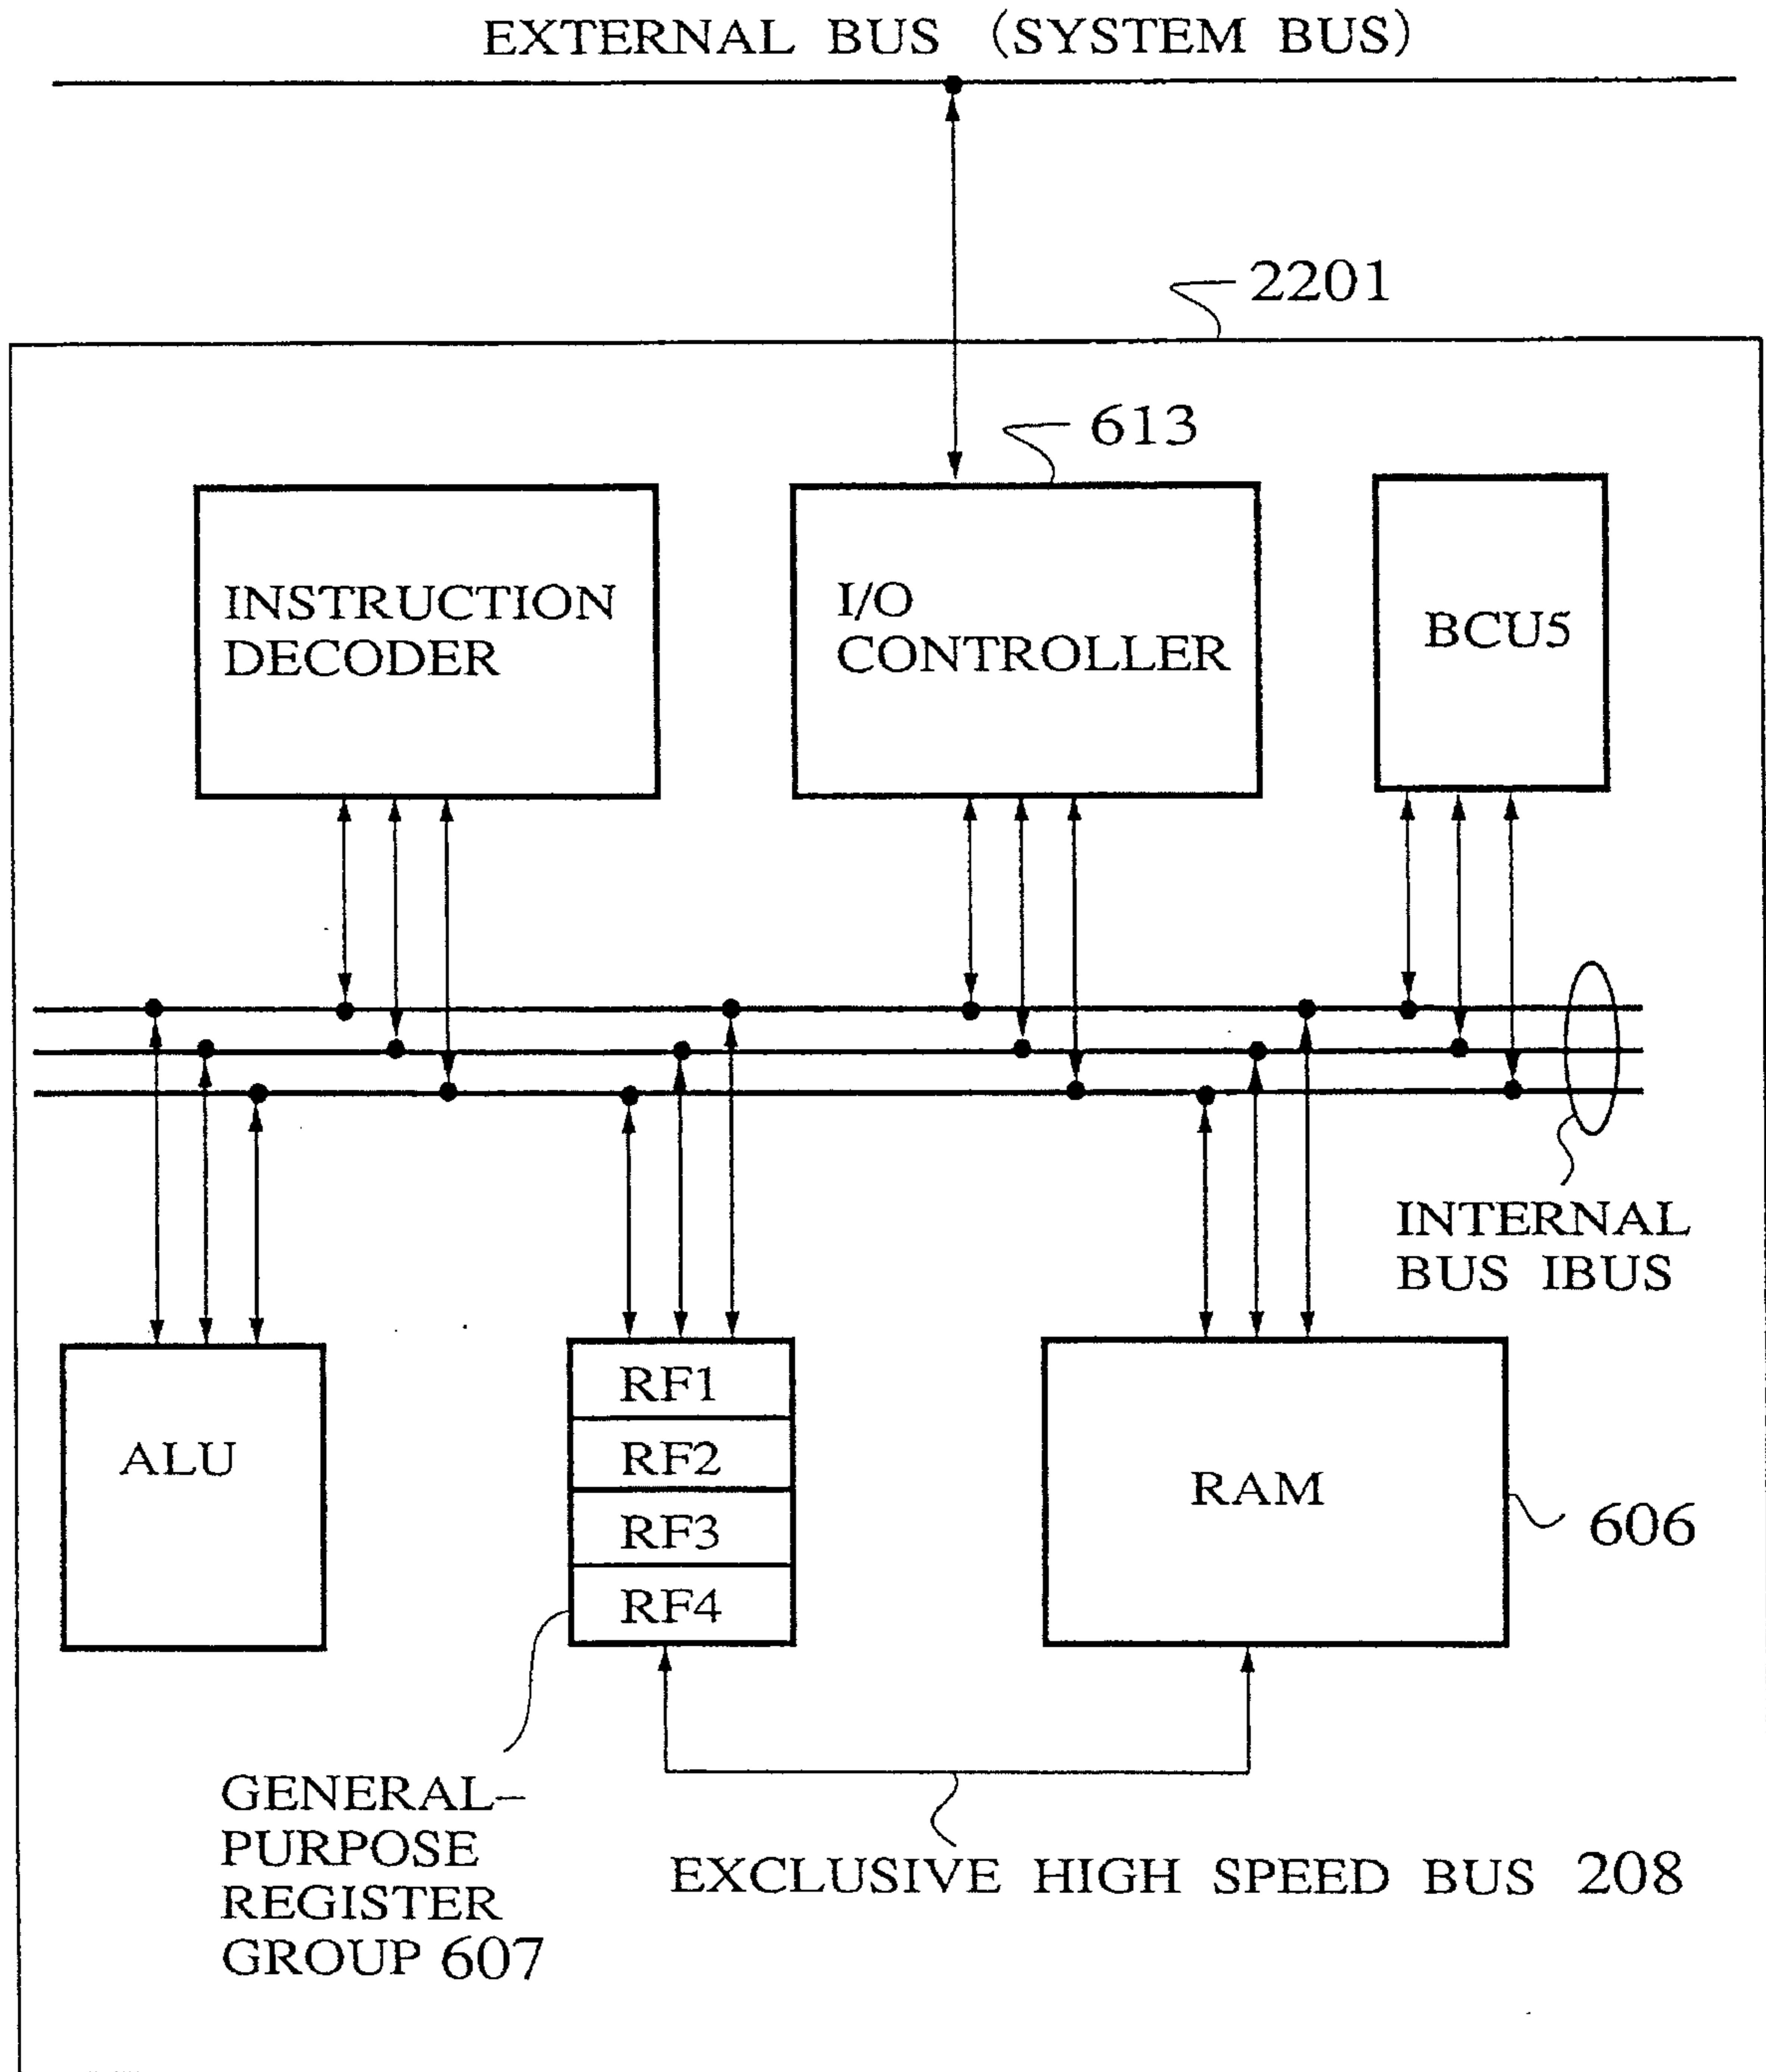 EXTERNAL BUS (SYSTEM BUS)
2201
613
INSTRUCTION
DECODER
I/O
CONTROLLER
BCU5
INTERNAL
BUS IBUS
ALU
RF1
RF2
RF3
RF4
RAM
606
GENERAL-
PURPOSE
REGISTER
GROUP 607
EXCLUSIVE HIGH SPEED BUS 208